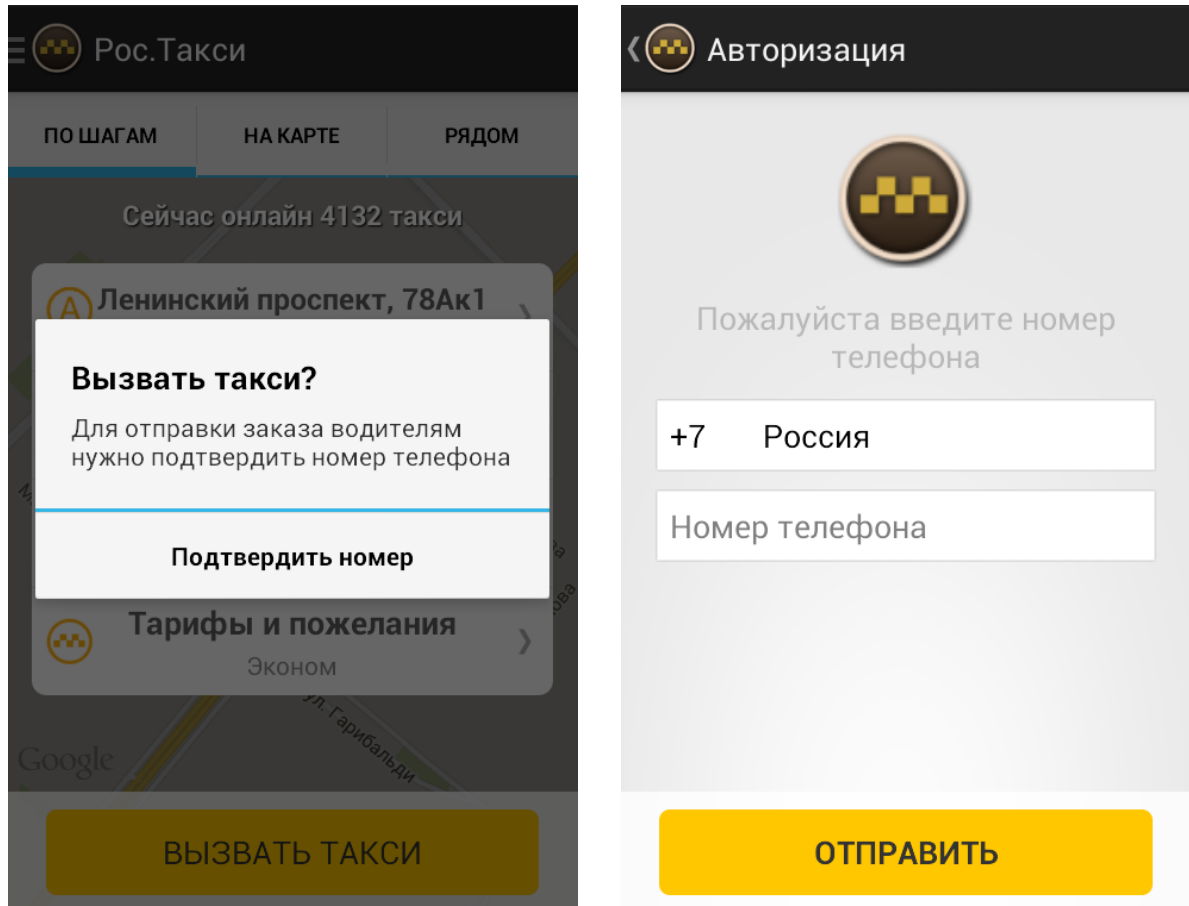 Рос.Такси
ПО ШАГАМ
НА КАРТЕ
РЯДОМ
Сейчас онлайн 4132 такси
A
Ленинский проспект, 78Ак1
Вызвать такси?
Для отправки заказа водителям
нужно подтвердить номер телефона
Подтвердить номер
Тарифы и пожелания
Эконом
ул. Гарибальди
Google
ВЫЗВАТЬ ТАКСИ
Авторизация
Пожалуйста введите номер
телефона
+7 Россия
Номер телефона
ОТПРАВИТЬ